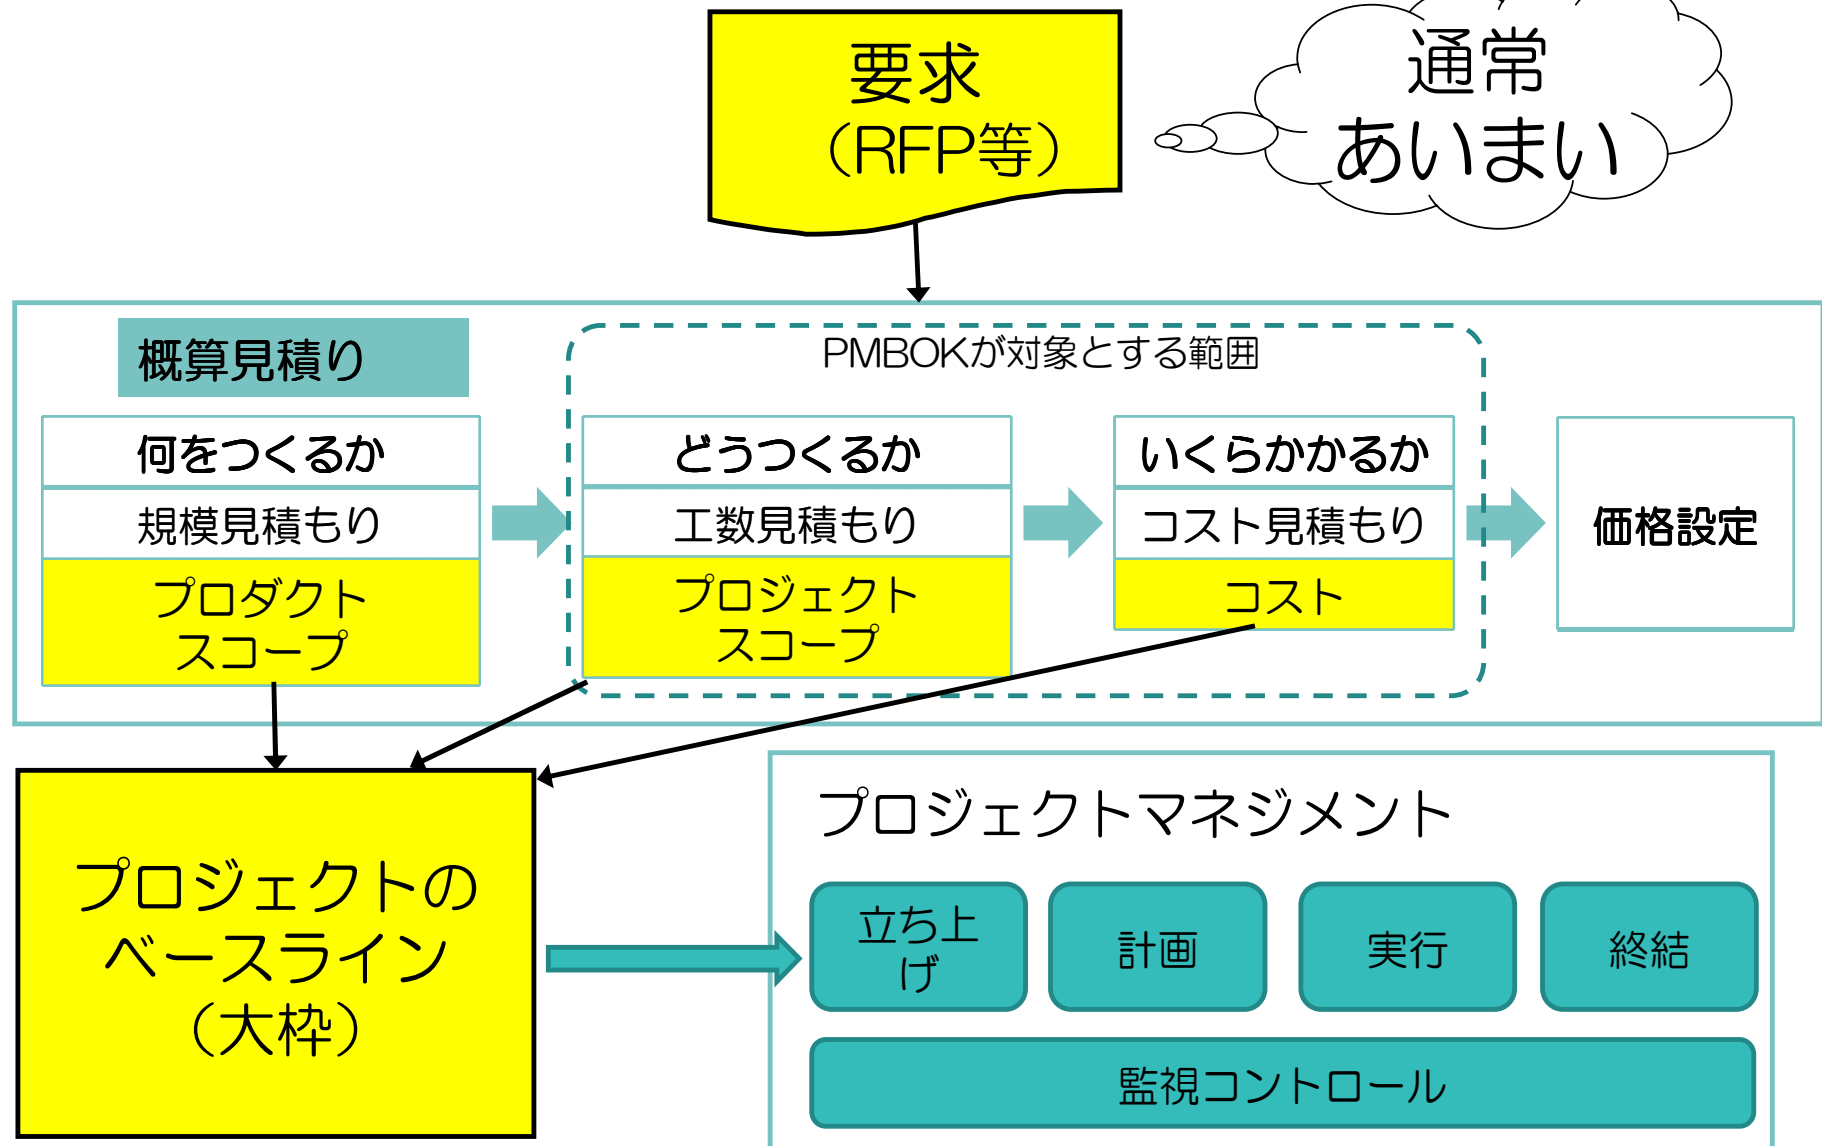 要求
（RFP等）
通常
あいまい
概算見積り
PMBOKが対象とする範囲
何をつくるか
規模見積もり
プロダクト
スコープ
どうつくるか
工数見積もり
プロジェクト
スコープ
いくらかかるか
コスト見積もり
コスト
価格設定
プロジェクトの
ベースライン
（大枠）
プロジェクトマネジメント
立ち上
げ
計画
実行
終結
監視コントロール